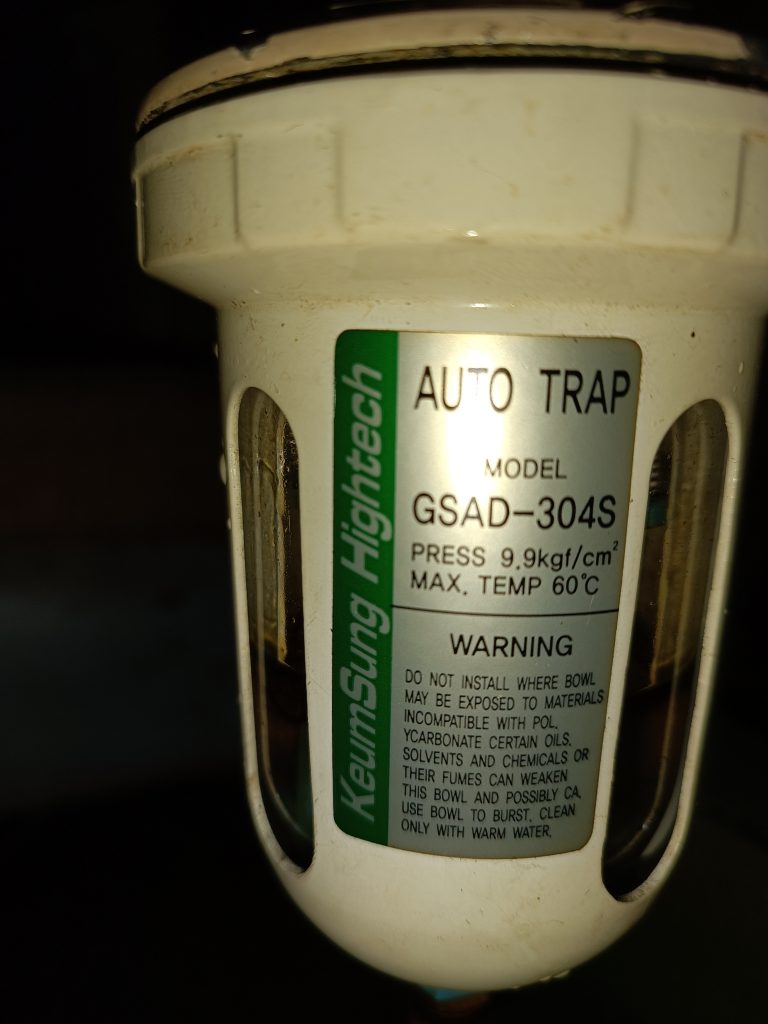 KeumSung Hightech
AUTO TRAP
MODEL
GSAD-304S
PRESS 9.9kgf/cm²
MAX. TEMP 60℃
WARNING
DO NOT INSTALL WHERE BOWL
MAY BE EXPOSED TO MATERIALS
INCOMPATIBLE WITH POL.
YCARBONATE CERTAIN OILS.
SOLVENTS AND CHEMICALS OR
THEIR FUMES CAN WEAKEN
THIS BOWL AND POSSIBLY CA.
USE BOWL TO BURST. CLEAN
ONLY WITH WARM WATER.